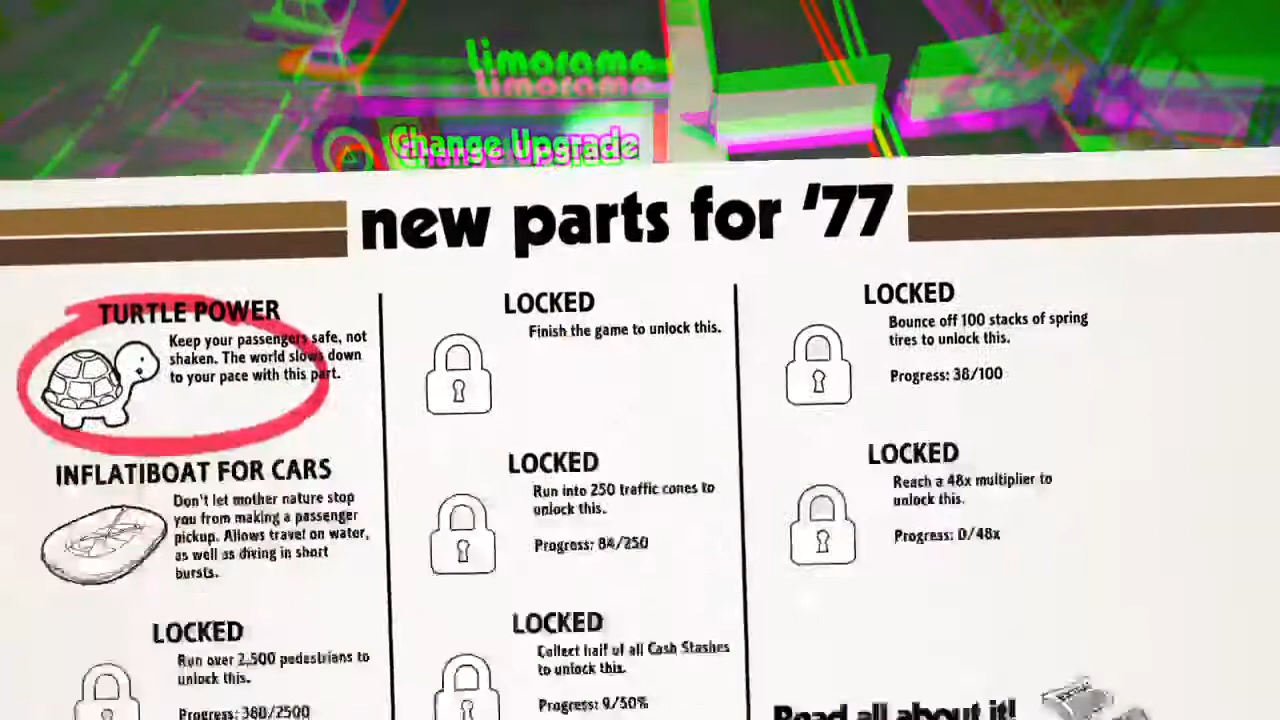 Limorama
Change Upgrade
new parts for '77
TURTLE POWER
Keep your passengers safe, not
shaken. The world slows down
to your pace with this part.
INFLATIBOAT FOR CARS
Don't let mother nature stop
you from making a passenger
pickup. Allows travel on water,
as well as diving in short
bursts.
LOCKED
Run over 2,500 pedestrians to
unlock this.
Progress: 380/2500
LOCKED
Finish the game to unlock this.
LOCKED
Run into 250 traffic cones to
unlock this.
Progress: 84/250
LOCKED
Collect half of all Cash Stashes
to unlock this.
Progress: 9/50%
LOCKED
Bounce off 100 stacks of spring
tires to unlock this.
Progress: 38/100
LOCKED
Reach a 48x multiplier to
unlock this.
Progress: 0/48x
Read all about it!